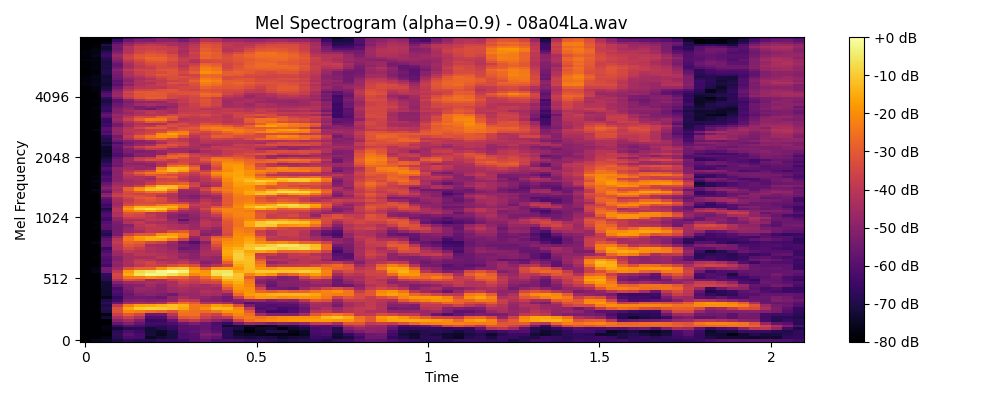 Mel Spectrogram (alpha=0.9) - 08a04La.wav
Mel Frequency
4096
2048
1024
512
0
0
0.5
1
1.5
2
Time
+0 dB
-10 dB
-20 dB
-30 dB
-40 dB
-50 dB
-60 dB
-70 dB
-80 dB